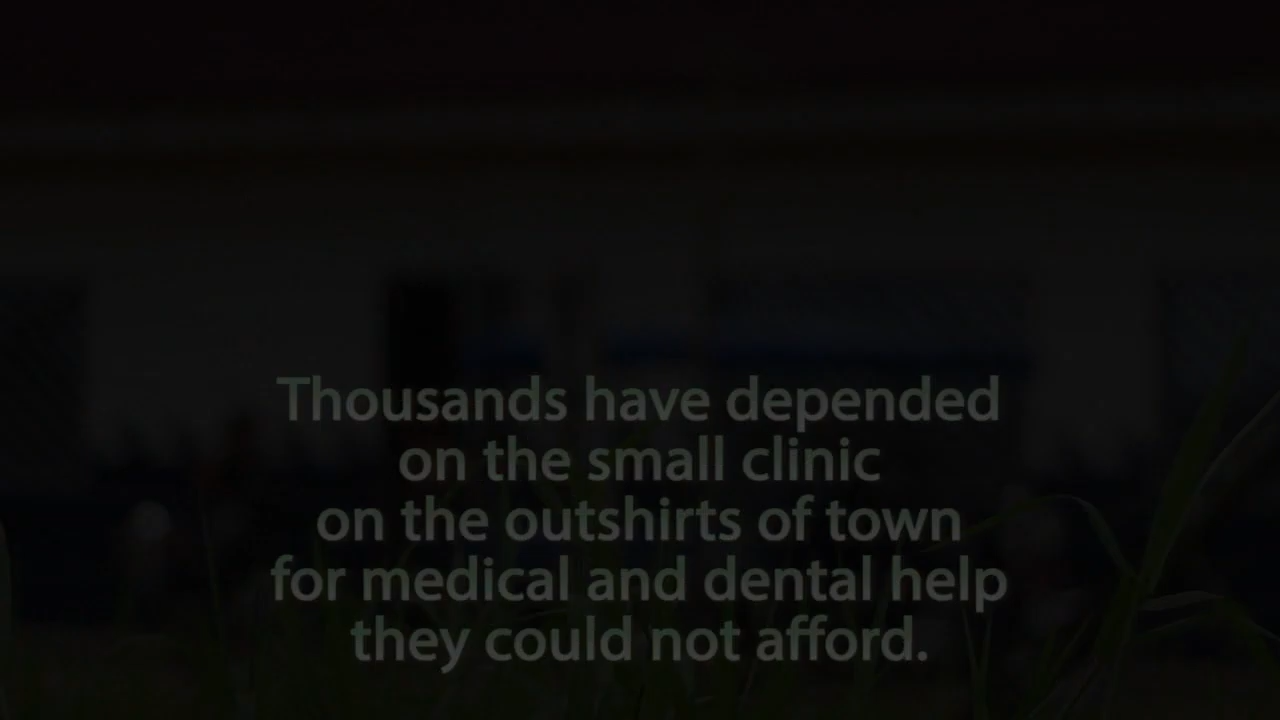 Thousands have depended
on the small clinic
on the outshirts of town
for medical and dental help
they could not afford.